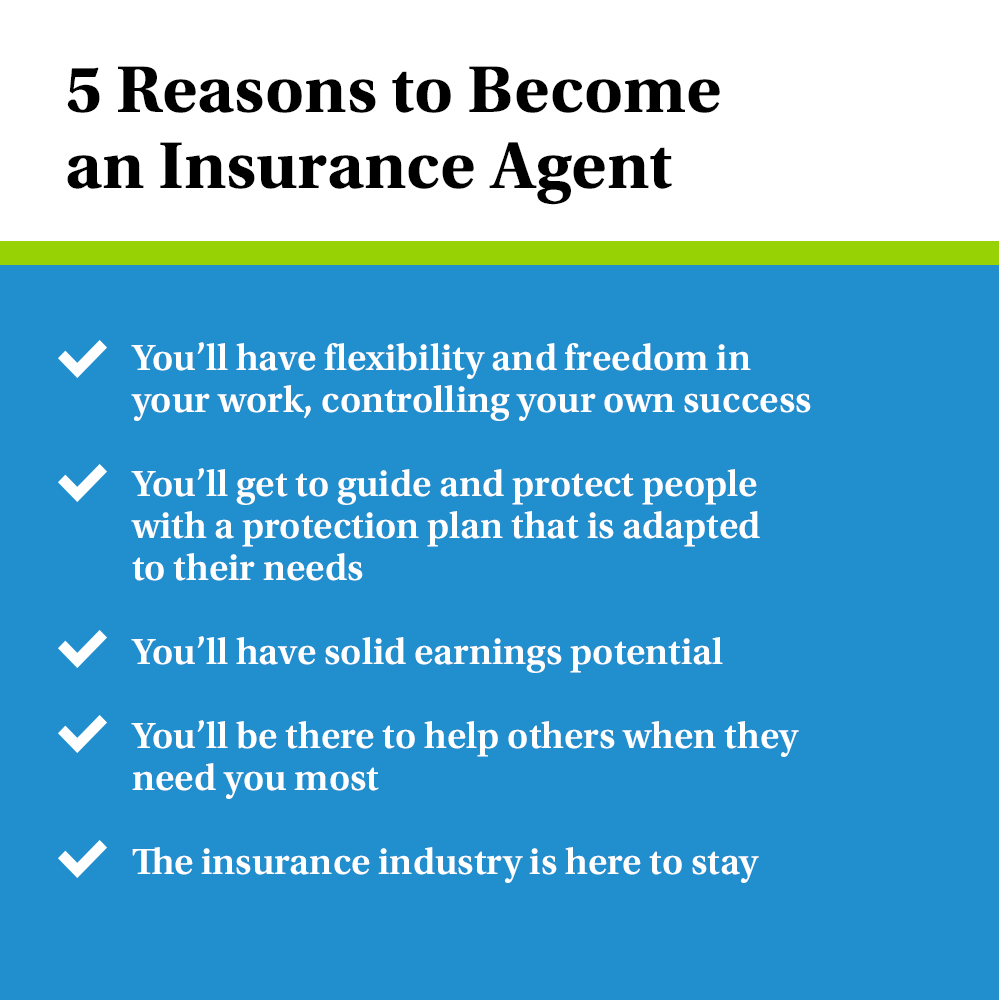 5 Reasons to Become
an Insurance Agent
You’ll have flexibility and freedom in
your work, controlling your own success
You’ll get to guide and protect people
with a protection plan that is adapted
to their needs
You’ll have solid earnings potential
You’ll be there to help others when they
need you most
The insurance industry is here to stay